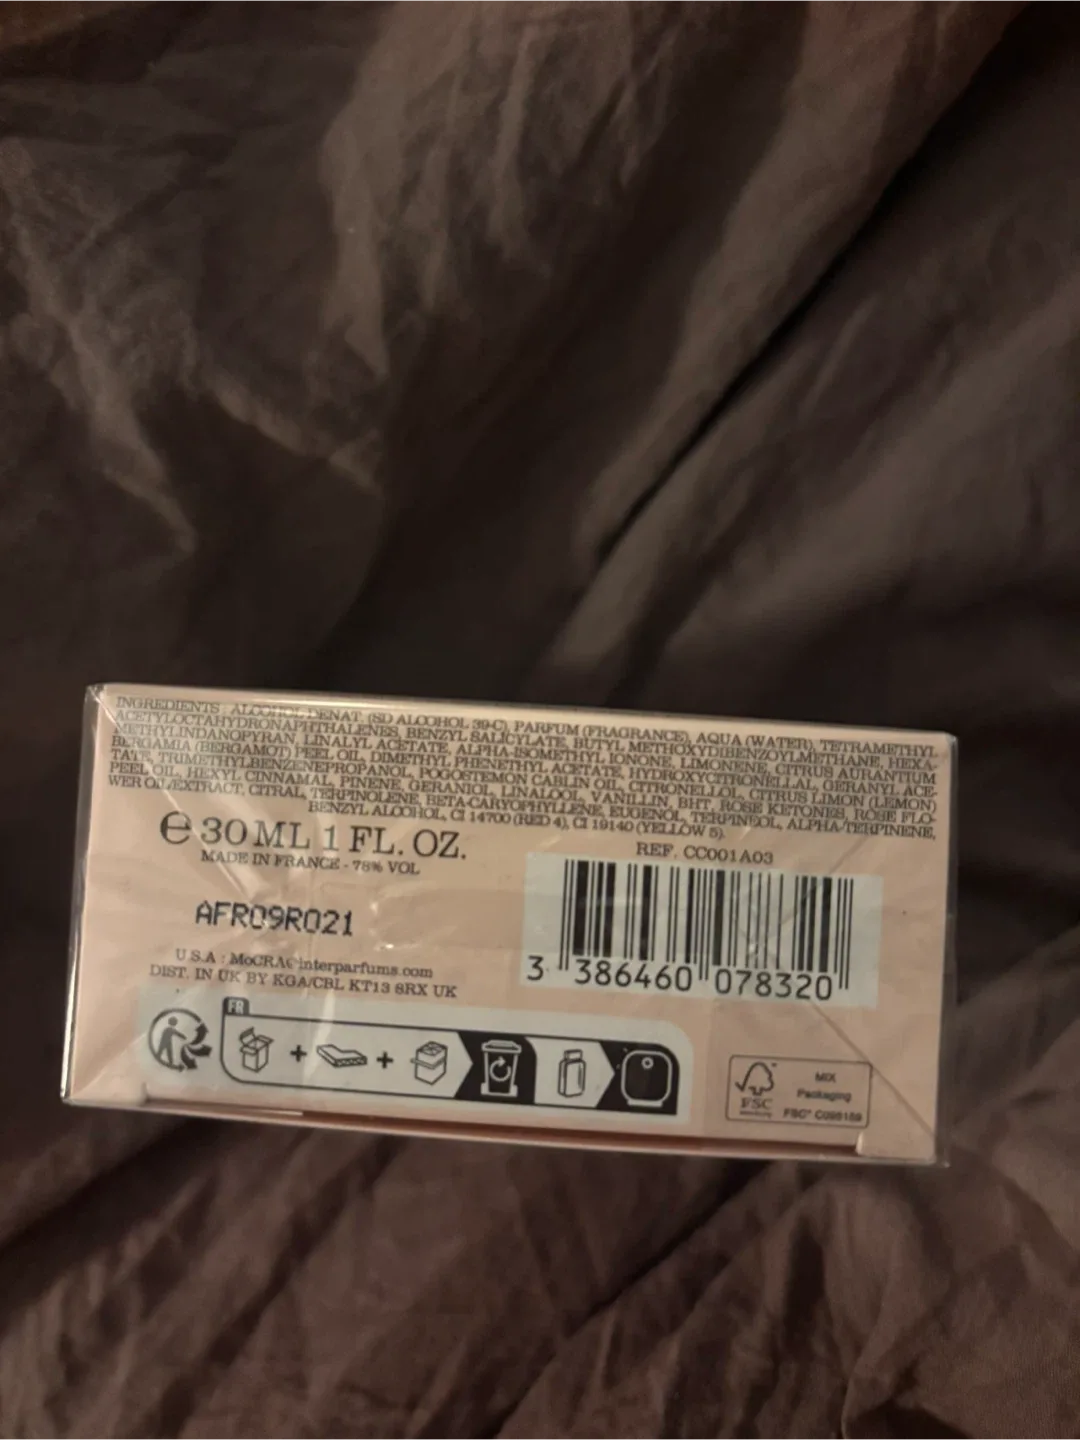 INGREDIENTS : ALCOHOL DENAT. (SD ALCOHOL 39-C), PARFUM (FRAGRANCE), AQUA (WATER), TETRAMETHYL
ACETYLOCTAHYDRONAPHTHALENES, BENZYL SALICYLATE, BUTYL METHOXYDIBENZOYLMETHANE, HEXA-
METHYLINDANOPYRAN, LINALYL ACETATE, ALPHA-ISOMETHYL IONONE, LIMONENE, CITRUS AURANTIUM
BERGAMIA (BERGAMOT) PEEL OIL, DIMETHYL PHENETHYL ACETATE, HYDROXYCITRONELLAL, GERANYL ACE-
TATE, TRIMETHYLBENZENEPROPANOL, POGOSTEMON CABLIN OIL, CITRONELLOL, CITRUS LIMON (LEMON)
PEEL OIL, HEXYL CINNAMAL, PINENE, GERANIOL, LINALOOL, VANILLIN, BHT, ROSE KETONES, ROSE FLO-
WER OIL/EXTRACT, CITRAL, TERPINOLENE, BETA-CARYOPHYLLENE, EUGENOL, TERPINEOL, ALPHA-TERPINENE,
BENZYL ALCOHOL, CI 14700 (RED 4), CI 19140 (YELLOW 5).
℮ 30 ML 1 FL. OZ.
MADE IN FRANCE - 78% VOL
REF. CC001A03
AFR09R021
3 386460 078320
U.S.A : MoCRA@interparfums.com
DIST. IN UK BY KGA/CBL KT13 8RX UK
FR
FSC
MIX
Packaging
FSC® C095159